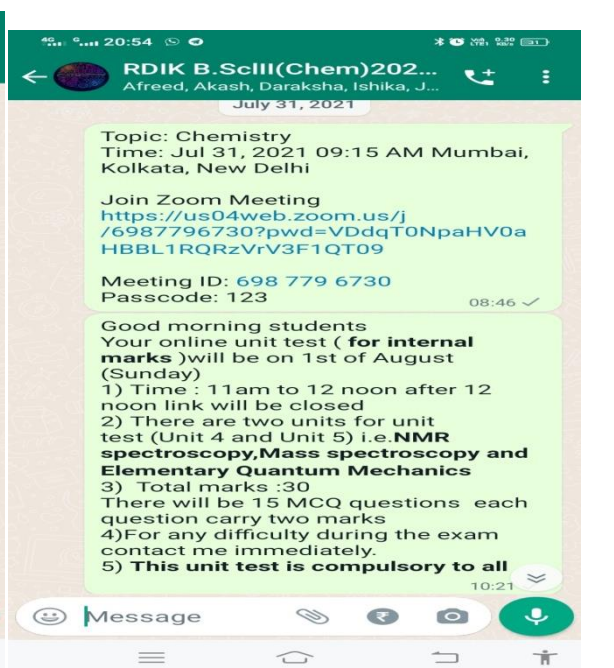 4G 20:54 31
RDIK B.ScIII(Chem)202...
Afreed, Akash, Daraksha, Ishika, J...
July 31, 2021
Topic: Chemistry
Time: Jul 31, 2021 09:15 AM Mumbai,
Kolkata, New Delhi
Join Zoom Meeting
https://us04web.zoom.us/j
/6987796730?pwd=VDdqT0NpaHV0a
HBBL1RQRzVrV3F1QT09
Meeting ID: 698 779 6730
Passcode: 123
08:46
Good morning students
Your online unit test ( for internal
marks )will be on 1st of August
(Sunday)
1) Time : 11am to 12 noon after 12
noon link will be closed
2) There are two units for unit
test (Unit 4 and Unit 5) i.e.NMR
spectroscopy,Mass spectroscopy and
Elementary Quantum Mechanics
3) Total marks :30
There will be 15 MCQ questions each
question carry two marks
4)For any difficulty during the exam
contact me immediately.
5) This unit test is compulsory to all
10:21
Message